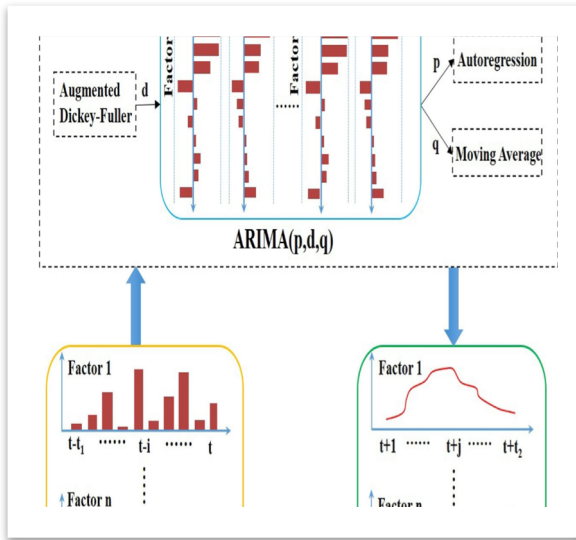 Factor
Factor
Augmented
Dickey-Fuller
d
......
p
Autoregression
q
Moving Average
ARIMA(p,d,q)
Factor 1
t-t1 ...... t-i ...... t
Factor n
Factor 1
t+1 ...... t+j ...... t+t2
Factor n